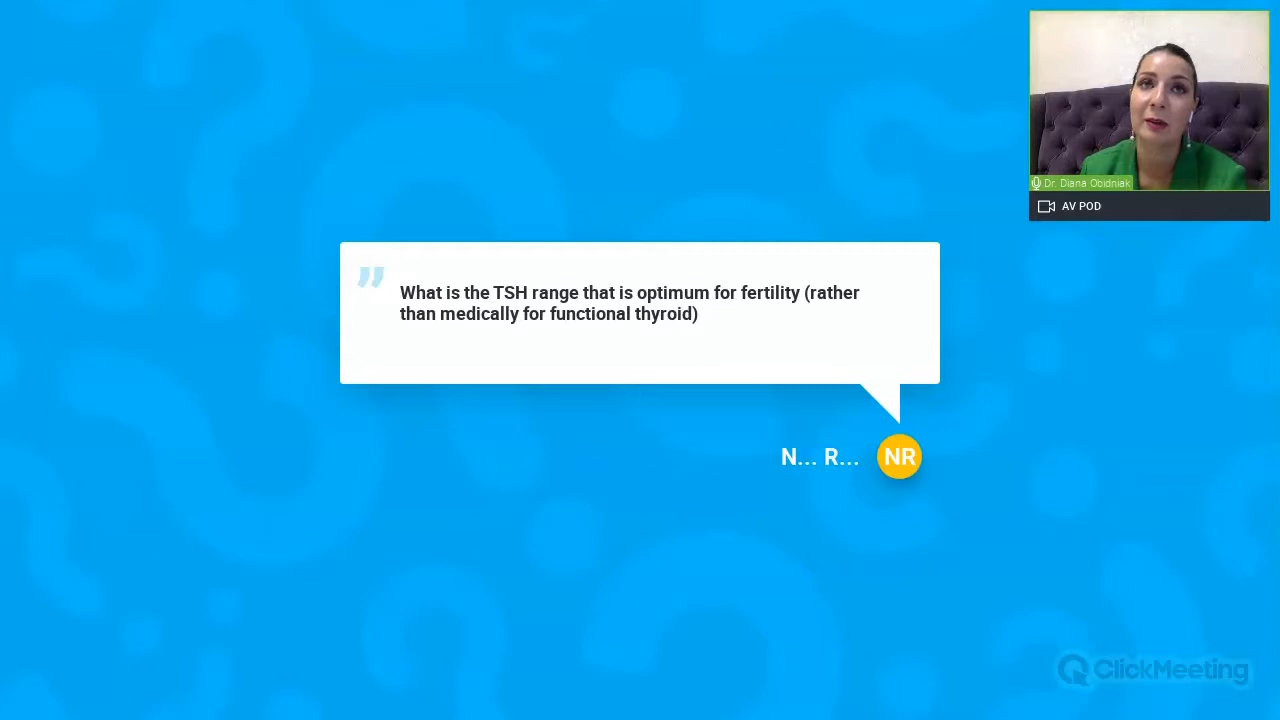 Dr. Diana Obidniak
AV POD
What is the TSH range that is optimum for fertility (rather
than medically for functional thyroid)
N... R...
NR
ClickMeeting